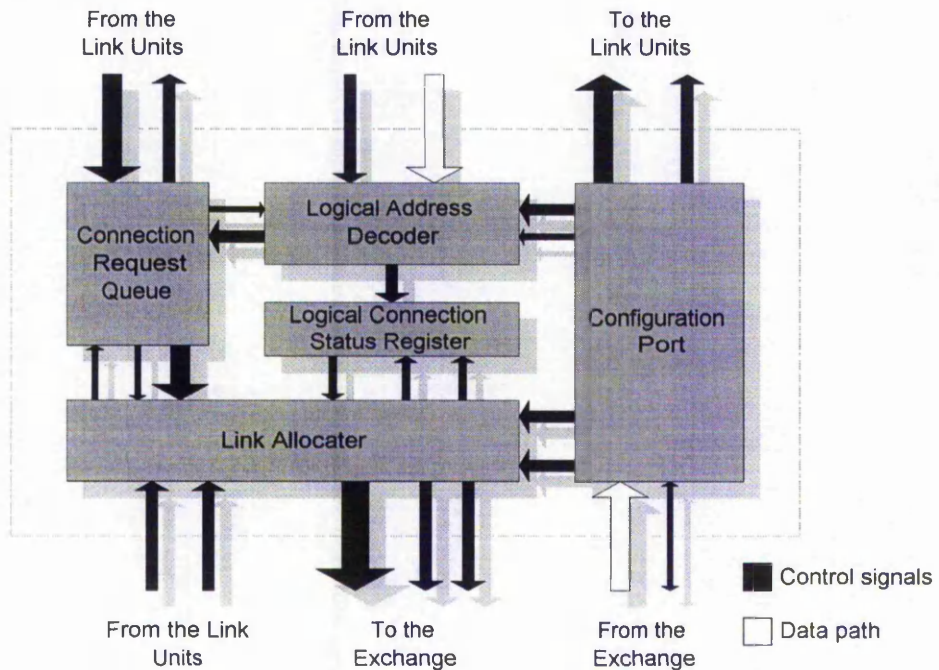 From the
Link Units
From the
Link Units
To the
Link Units
Connection
Request
Queue
Logical Address
Decoder
Logical Connection
Status Register
Configuration
Port
Link Allocater
From the Link
Units
To the
Exchange
From the
Exchange
Control signals
Data path